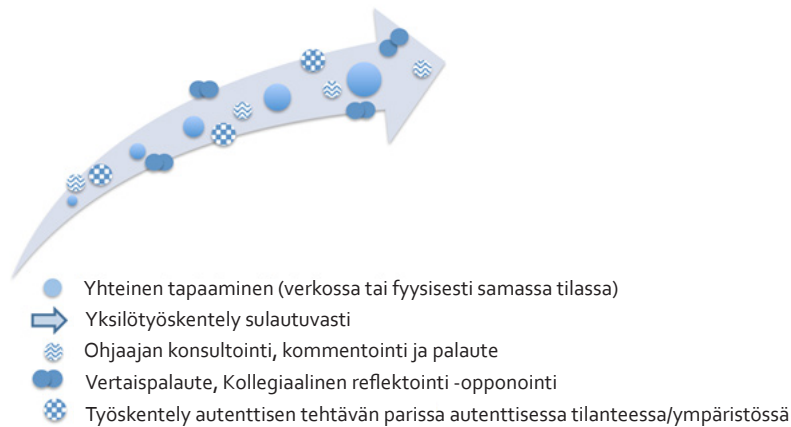 Yhteinen tapaaminen (verkossa tai fyysisesti samassa tilassa)
Yksilötyöskentely sulautuvasti
Ohjaajan konsultointi, kommentointi ja palaute
Vertaispalaute, Kollegiaalinen reflektointi -opponointi
Työskentely autenttisen tehtävän parissa autenttisessa tilanteessa/ympäristössä